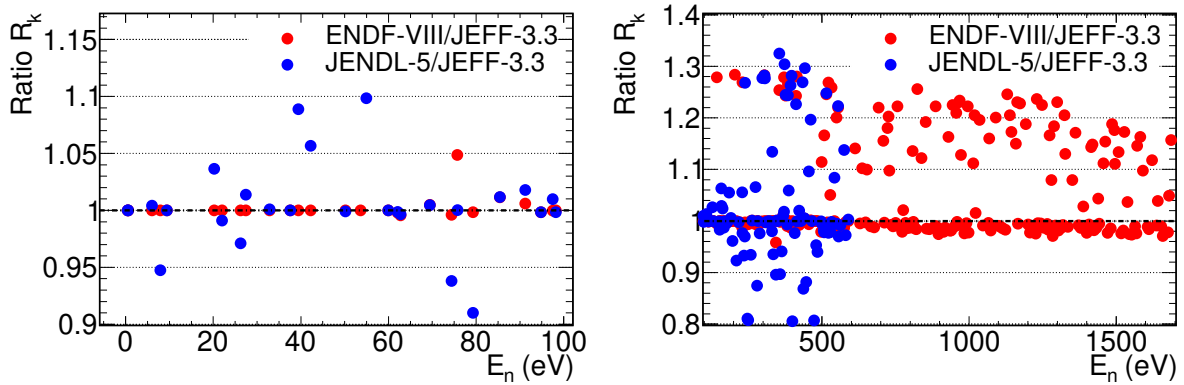 Ratio R_k
1.15
1.1
1.05
1
0.95
0.9
ENDF-VIII/JEFF-3.3
JENDL-5/JEFF-3.3
0 20 40 60 80 100
E_n (eV)
Ratio R_k
1.4
1.3
1.2
1.1
1
0.9
0.8
ENDF-VIII/JEFF-3.3
JENDL-5/JEFF-3.3
500 1000 1500
E_n (eV)